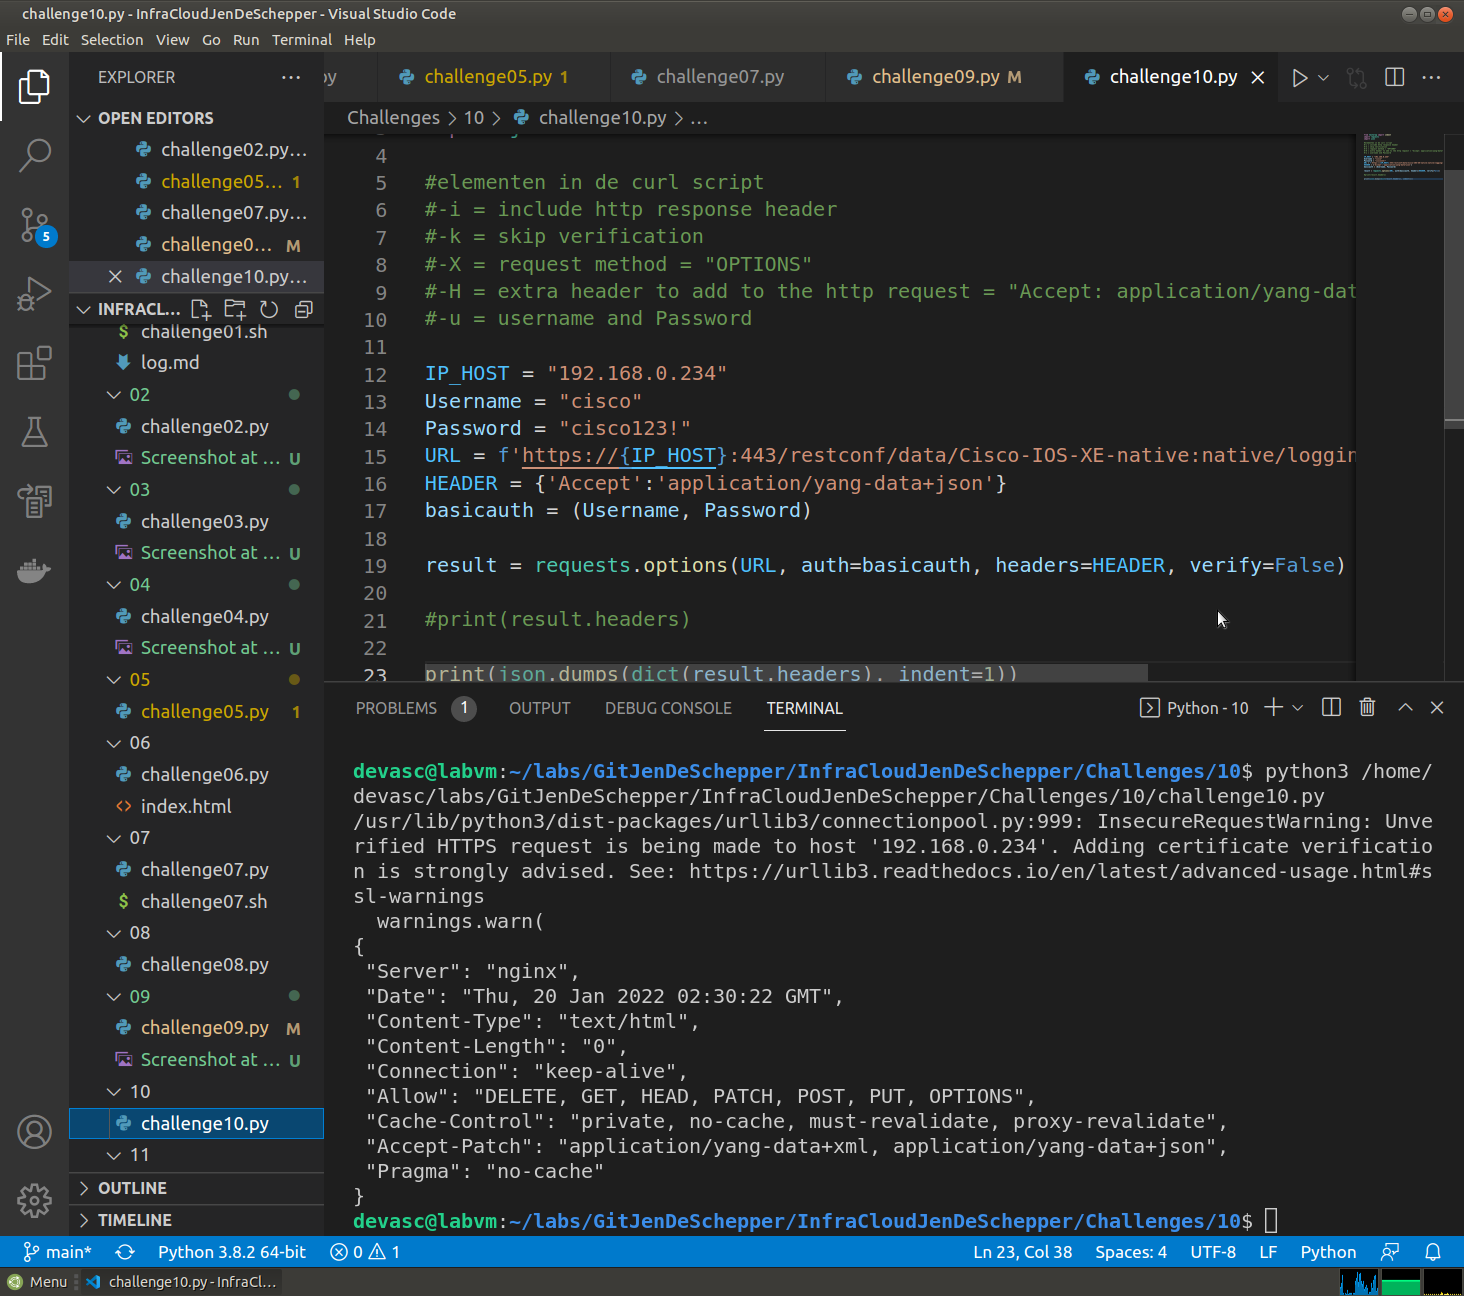 challenge10.py - InfraCloudJenDeSchepper - Visual Studio Code
File Edit Selection View Go Run Terminal Help
EXPLORER
OPEN EDITORS
challenge02.py...
challenge05... 1
challenge07.py...
challenge0... M
challenge10.py...
INFRACL...
challenge01.sh
log.md
02
challenge02.py
Screenshot at ... U
03
challenge03.py
Screenshot at ... U
04
challenge04.py
Screenshot at ... U
05
challenge05.py 1
06
challenge06.py
index.html
07
challenge07.py
challenge07.sh
08
challenge08.py
09
challenge09.py M
Screenshot at ... U
10
challenge10.py
11
OUTLINE
TIMELINE
5
py challenge05.py 1 challenge07.py challenge09.py M challenge10.py
Challenges > 10 > challenge10.py > ...
4
5 #elementen in de curl script
6 #-i = include http response header
7 #-k = skip verification
8 #-X = request method = "OPTIONS"
9 #-H = extra header to add to the http request = "Accept: application/yang-dat
10 #-u = username and Password
11
12 IP_HOST = "192.168.0.234"
13 Username = "cisco"
14 Password = "cisco123!"
15 URL = f'https://{IP_HOST}:443/restconf/data/Cisco-IOS-XE-native:native/loggin
16 HEADER = {'Accept':'application/yang-data+json'}
17 basicauth = (Username, Password)
18
19 result = requests.options(URL, auth=basicauth, headers=HEADER, verify=False)
20
21 #print(result.headers)
22
23 print(json.dumps(dict(result.headers), indent=1))
PROBLEMS 1 OUTPUT DEBUG CONSOLE TERMINAL Python - 10
devasc@labvm:~/labs/GitJenDeSchepper/InfraCloudJenDeSchepper/Challenges/10$ python3 /home/
devasc/labs/GitJenDeSchepper/InfraCloudJenDeSchepper/Challenges/10/challenge10.py
/usr/lib/python3/dist-packages/urllib3/connectionpool.py:999: InsecureRequestWarning: Unve
rified HTTPS request is being made to host '192.168.0.234'. Adding certificate verificatio
n is strongly advised. See: https://urllib3.readthedocs.io/en/latest/advanced-usage.html#s
sl-warnings
warnings.warn(
{
"Server": "nginx",
"Date": "Thu, 20 Jan 2022 02:30:22 GMT",
"Content-Type": "text/html",
"Content-Length": "0",
"Connection": "keep-alive",
"Allow": "DELETE, GET, HEAD, PATCH, POST, PUT, OPTIONS",
"Cache-Control": "private, no-cache, must-revalidate, proxy-revalidate",
"Accept-Patch": "application/yang-data+xml, application/yang-data+json",
"Pragma": "no-cache"
}
devasc@labvm:~/labs/GitJenDeSchepper/InfraCloudJenDeSchepper/Challenges/10$
main* Python 3.8.2 64-bit 0 1 Ln 23, Col 38 Spaces: 4 UTF-8 LF Python
Menu challenge10.py - InfraCl...